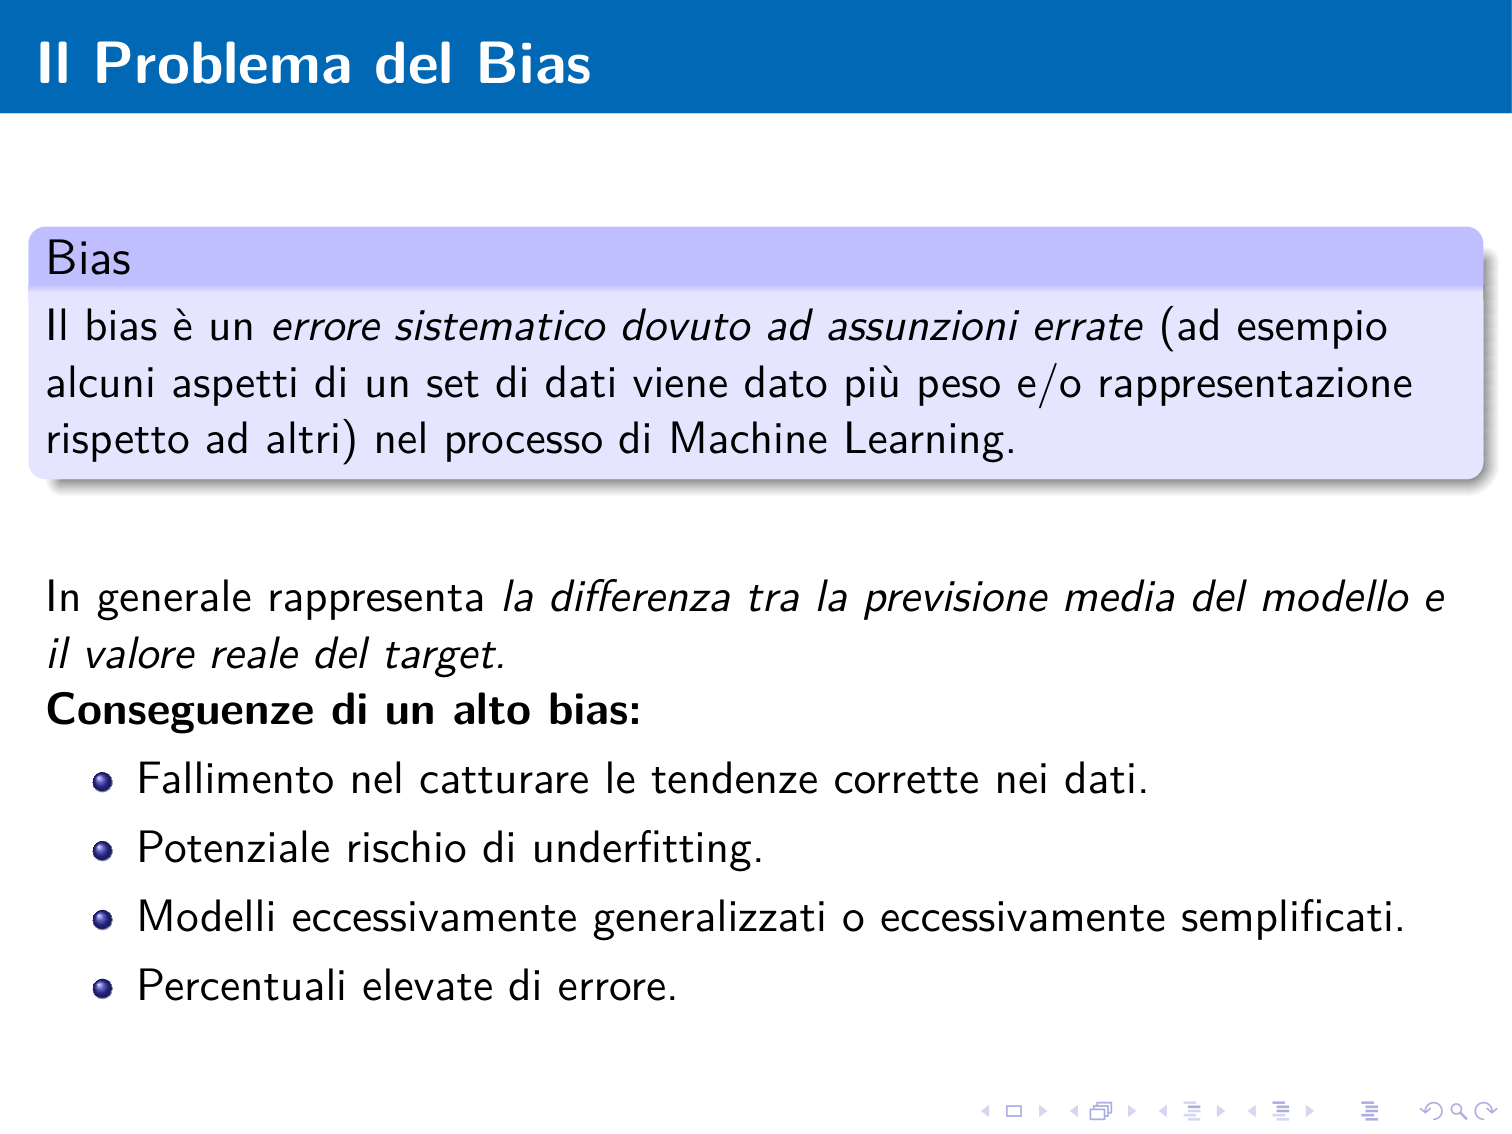 Il Problema del Bias
Bias
Il bias è un errore sistematico dovuto ad assunzioni errate (ad esempio
alcuni aspetti di un set di dati viene dato più peso e/o rappresentazione
rispetto ad altri) nel processo di Machine Learning.
In generale rappresenta la differenza tra la previsione media del modello e
il valore reale del target.
Conseguenze di un alto bias:
Fallimento nel catturare le tendenze corrette nei dati.
Potenziale rischio di underfitting.
Modelli eccessivamente generalizzati o eccessivamente semplificati.
Percentuali elevate di errore.